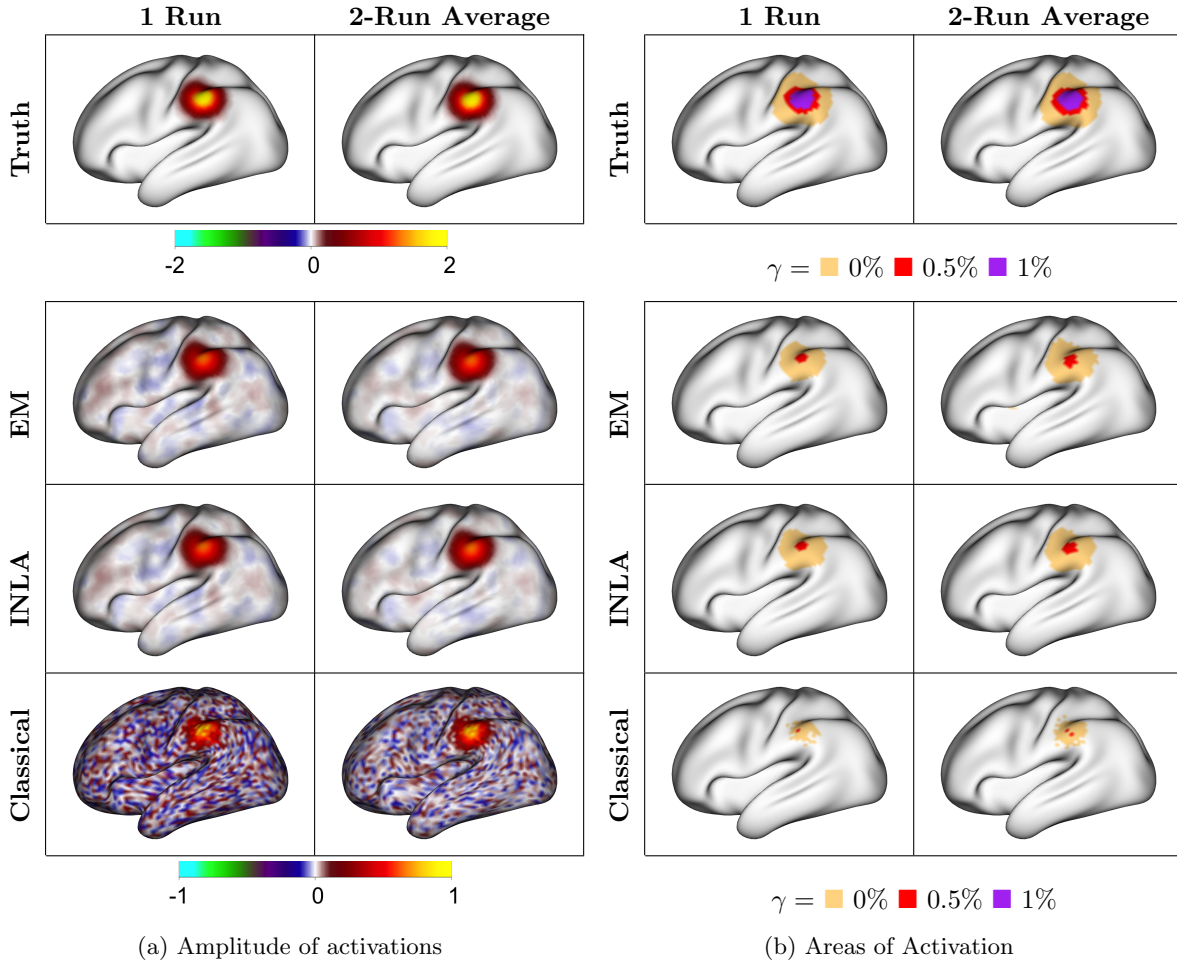 1 Run 2-Run Average
Truth
-2 0 2
EM
INLA
Classical
-1 0 1
(a) Amplitude of activations
1 Run 2-Run Average
Truth
γ = 0% 0.5% 1%
EM
INLA
Classical
γ = 0% 0.5% 1%
(b) Areas of Activation